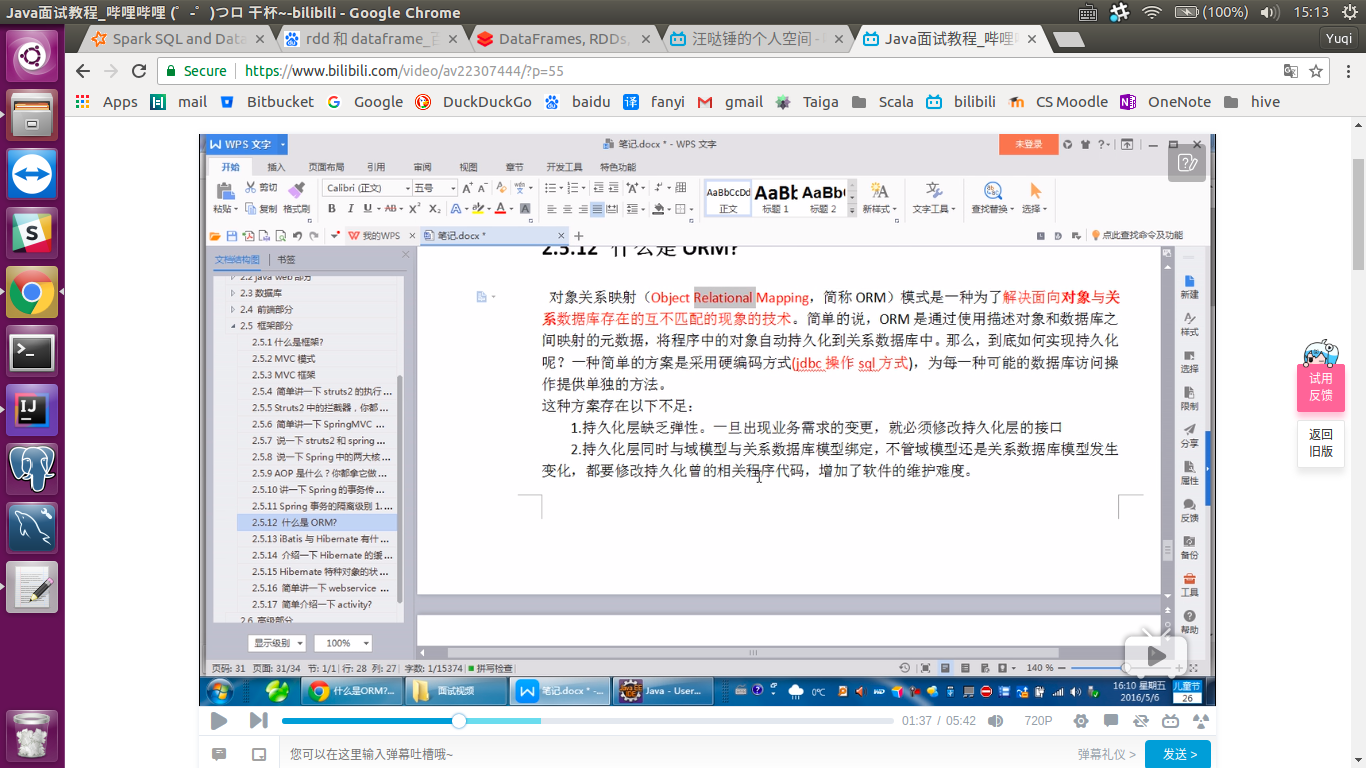 Java面试教程_哔哩哔哩 (゜-゜)つロ 干杯~-bilibili - Google Chrome
(100%) 15:13
Spark SQL and Data
rdd 和 dataframe_百
DataFrames, RDDs,
汪哒锤的个人空间 -
Java面试教程_哔哩
Yuqi
Secure https://www.bilibili.com/video/av22307444/?p=55
Apps mail Bitbucket Google DuckDuckGo baidu fanyi gmail Taiga Scala bilibili CS Moodle OneNote hive
WPS 文字 笔记.docx * - WPS 文字 未登录
开始 插入 页面布局 引用 审阅 视图 章节 开发工具 特色功能
粘贴 剪切 复制 格式刷 Calibri (正文) 五号
AaBbCcDd AaBb AaBb(
正文 标题 1 标题 2 新样式 文字工具 查找替换 选择
我的WPS 笔记.docx * 点此查找命令及功能
文档结构图 书签
2.2 java web 部分
2.3 数据库
2.4 前端部分
2.5 框架部分
2.5.1 什么是框架?
2.5.2 MVC 模式
2.5.3 MVC 框架
2.5.4 简单讲一下 struts2 的执行 ...
2.5.5 Struts2 中的拦截器，你都 ...
2.5.6 简单讲一下 SpringMVC ...
2.5.7 说一下 struts2 和 spring ...
2.5.8 说一下 Spring 中的两大核 ...
2.5.9 AOP 是什么？你都拿它做 ...
2.5.10 讲一下 Spring 的事务传 ...
2.5.11 Spring 事务的隔离级别 1. ...
2.5.12 什么是 ORM?
2.5.13 iBatis 与 Hibernate 有什 ...
2.5.14 介绍一下 Hibernate 的缓 ...
2.5.15 Hibernate 特种对象的状 ...
2.5.16 简单讲一下 webservice ...
2.5.17 简单介绍一下 activity?
2.6 高级部分
显示级别 100%
2.5.12 什么是 ORM?
对象关系映射（Object Relational Mapping，简称 ORM）模式是一种为了解决面向对象与关
系数据库存在的互不匹配的现象的技术。简单的说，ORM 是通过使用描述对象和数据库之
间映射的元数据，将程序中的对象自动持久化到关系数据库中。那么，到底如何实现持久化
呢？一种简单的方案是采用硬编码方式(jdbc 操作 sql 方式)，为每一种可能的数据库访问操
作提供单独的方法。
这种方案存在以下不足：
1.持久化层缺乏弹性。一旦出现业务需求的变更，就必须修改持久化层的接口
2.持久化层同时与域模型与关系数据库模型绑定，不管域模型还是关系数据库模型发生
变化，都要修改持久化曾的相关程序代码，增加了软件的维护难度。
新建
样式
选择
限制
分享
属性
反馈
备份
工具
帮助
试用
反馈
返回
旧版
页码: 31 页面: 31/34 节: 1/1 行: 28 列: 27 字数: 1/15374 拼写检查 140 %
什么是ORM?... 面试视频 笔记.docx * -... Java - User... 0℃ 16:10 星期五 2016/5/6 儿童节 26
01:37 / 05:42 720P
您可以在这里输入弹幕吐槽哦~ 弹幕礼仪 > 发送 >